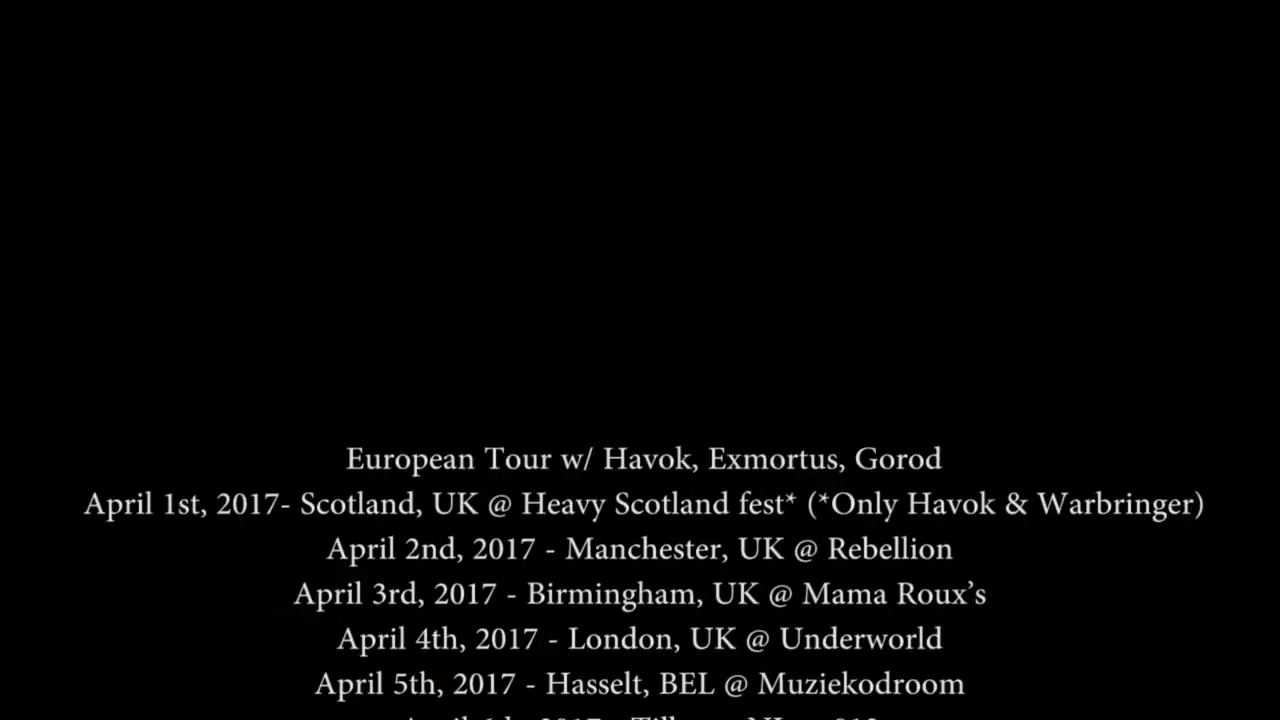 European Tour w/ Havok, Exmortus, Gorod
April 1st, 2017- Scotland, UK @ Heavy Scotland fest* (*Only Havok & Warbringer)
April 2nd, 2017 - Manchester, UK @ Rebellion
April 3rd, 2017 - Birmingham, UK @ Mama Roux’s
April 4th, 2017 - London, UK @ Underworld
April 5th, 2017 - Hasselt, BEL @ Muziekodroom